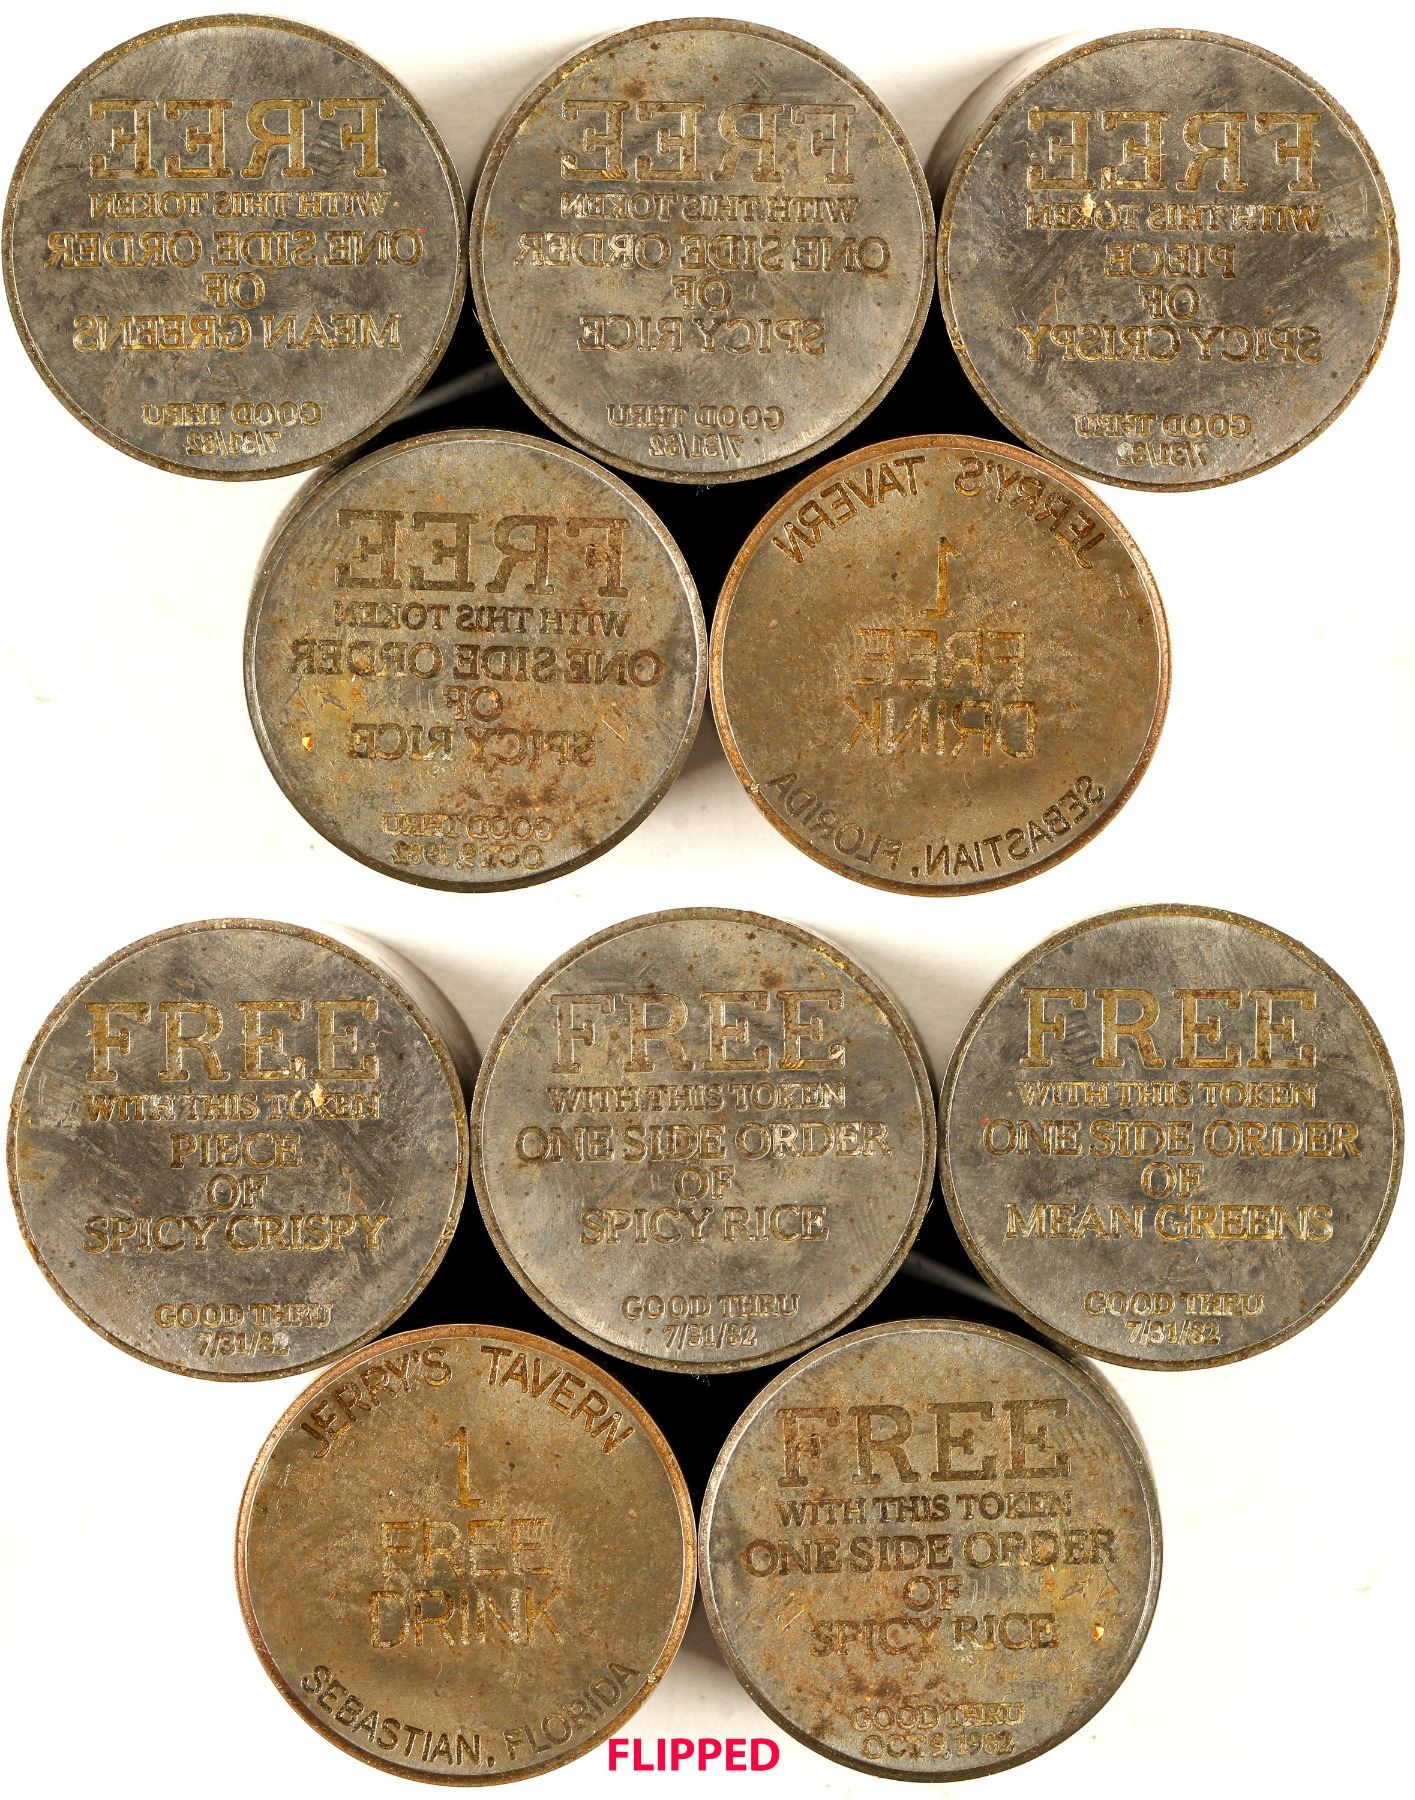 FREE
WITH THIS TOKEN
ONE SIDE ORDER
OF
MEAN GREENS
GOOD THRU
7/31/82
FREE
WITH THIS TOKEN
ONE SIDE ORDER
OF
SPICY RICE
GOOD THRU
7/31/82
FREE
WITH THIS TOKEN
PIECE
OF
SPICY CRISPY
GOOD THRU
7/31/82
FREE
WITH THIS TOKEN
ONE SIDE ORDER
OF
SPICY RICE
GOOD THRU
OCT 9, 1982
JERRY'S TAVERN
1
FREE
DRINK
SEBASTIAN, FLORIDA
FREE
WITH THIS TOKEN
PIECE
OF
SPICY CRISPY
GOOD THRU
7/31/82
FREE
WITH THIS TOKEN
ONE SIDE ORDER
OF
SPICY RICE
GOOD THRU
7/31/82
FREE
WITH THIS TOKEN
ONE SIDE ORDER
OF
MEAN GREENS
GOOD THRU
7/31/82
JERRY'S TAVERN
1
FREE
DRINK
SEBASTIAN, FLORIDA
FREE
WITH THIS TOKEN
ONE SIDE ORDER
OF
SPICY RICE
GOOD THRU
OCT 9, 1982
FLIPPED